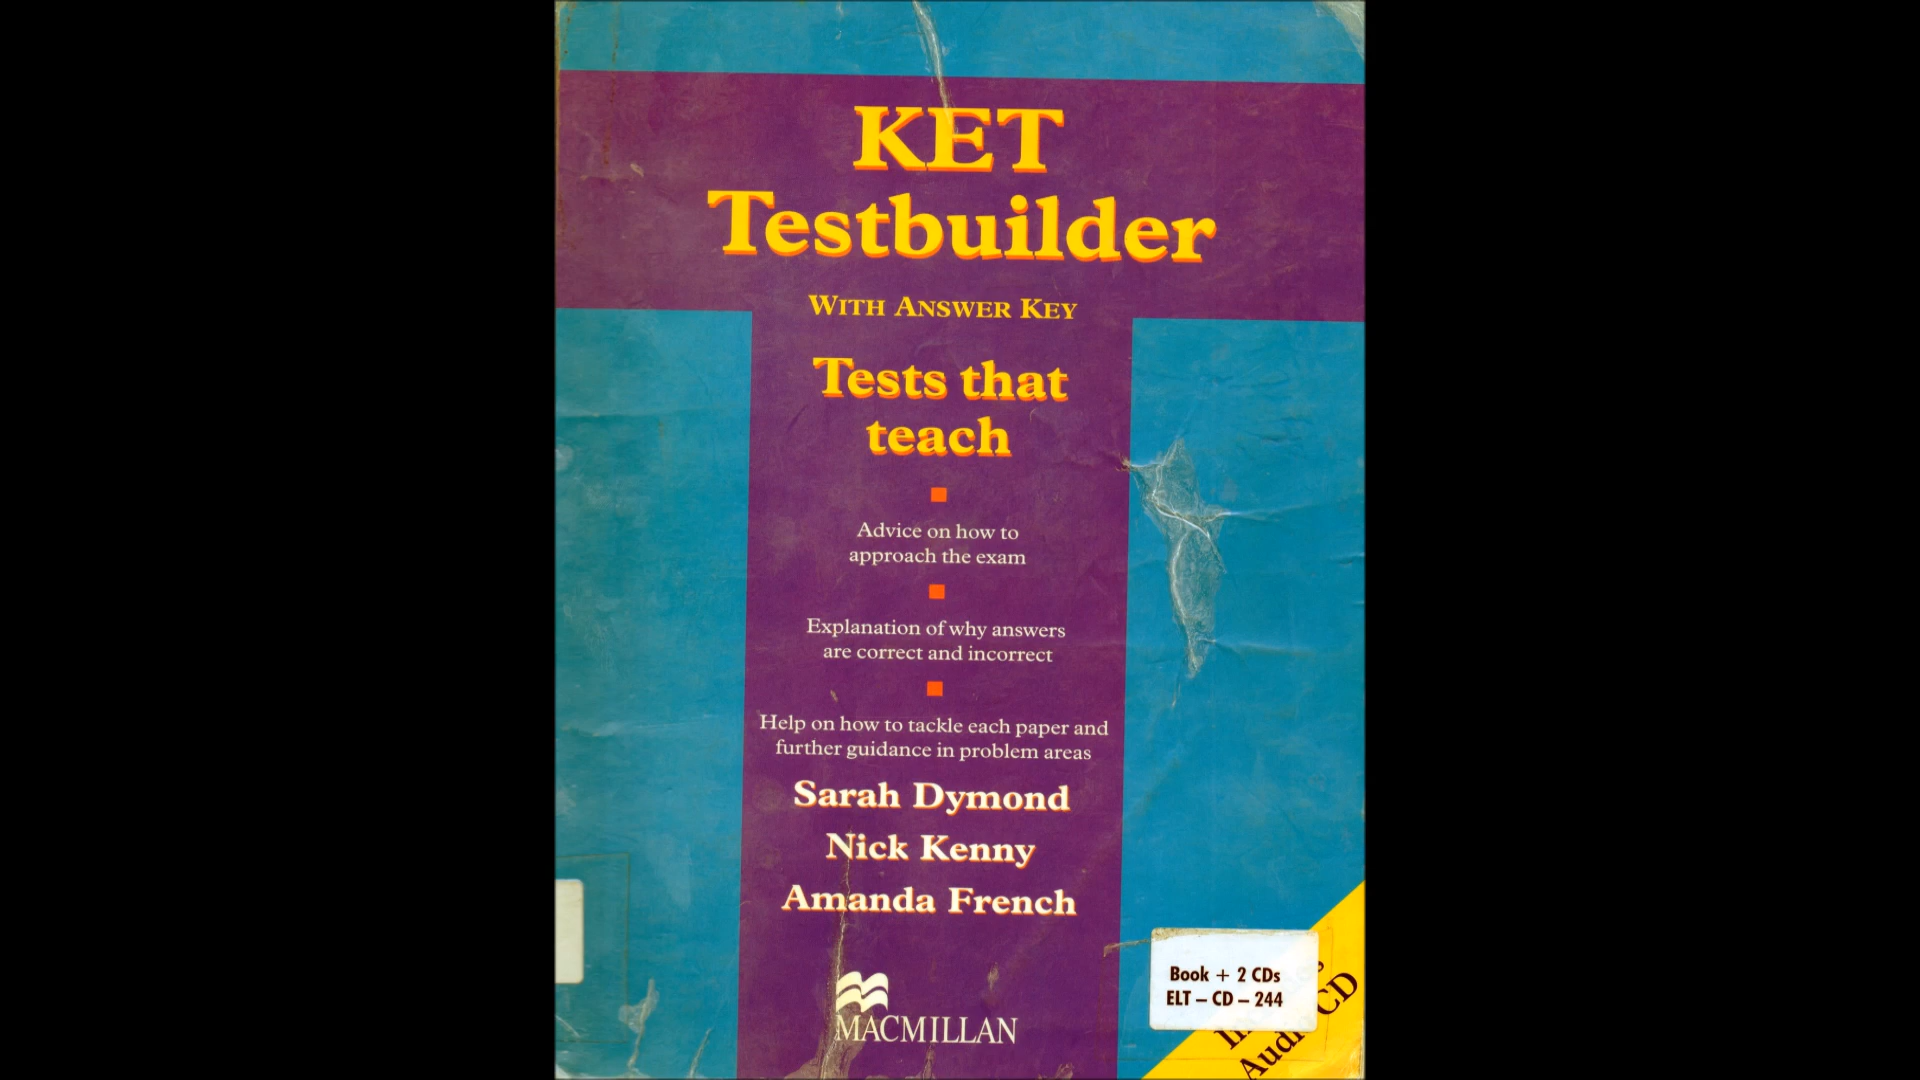 KET
Testbuilder
WITH ANSWER KEY
Tests that
teach
Advice on how to
approach the exam
Explanation of why answers
are correct and incorrect
Help on how to tackle each paper and
further guidance in problem areas
Sarah Dymond
Nick Kenny
Amanda French
MACMILLAN
Book + 2 CDs
ELT – CD – 244
CD